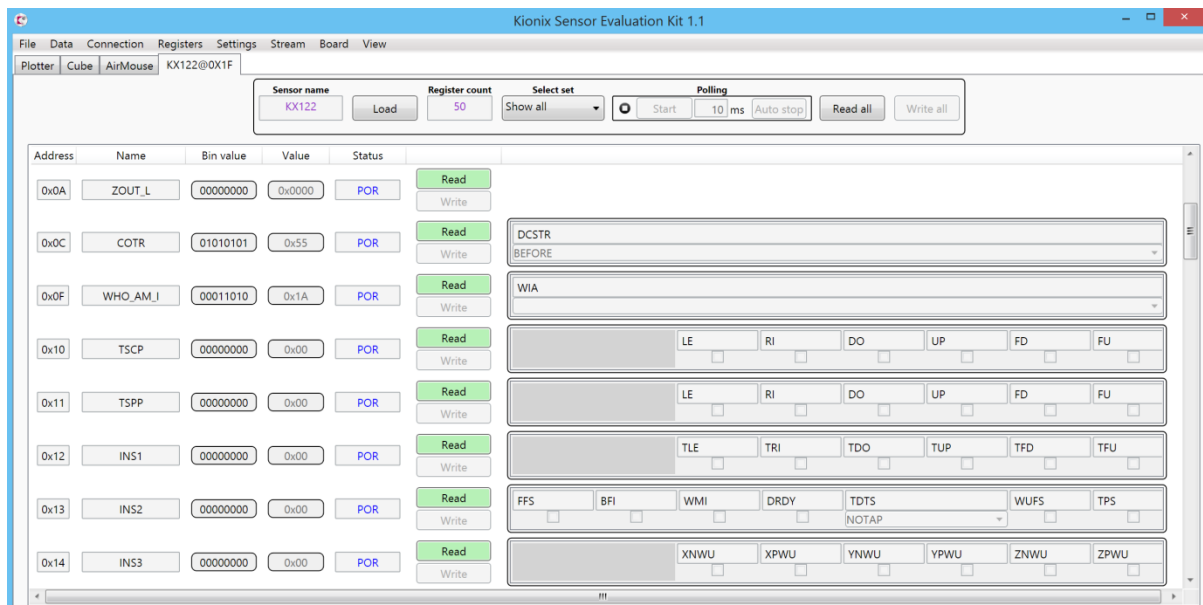 Kionix Sensor Evaluation Kit 1.1
File Data Connection Registers Settings Stream Board View
Plotter Cube AirMouse KX122@0X1F
Sensor name Register count Select set Polling
KX122 Load 50 Show all Start 10 ms Auto stop Read all Write all
Address Name Bin value Value Status
0x0A ZOUT_L 00000000 0x0000 POR Read
Write
0x0C COTR 01010101 0x55 POR Read DCSTR
Write BEFORE
0x0F WHO_AM_I 00011010 0x1A POR Read WIA
Write
0x10 TSCP 00000000 0x00 POR Read LE RI DO UP FD FU
Write
0x11 TSPP 00000000 0x00 POR Read LE RI DO UP FD FU
Write
0x12 INS1 00000000 0x00 POR Read TLE TRI TDO TUP TFD TFU
Write
0x13 INS2 00000000 0x00 POR Read FFS BFI WMI DRDY TDTS WUFS TPS
Write NOTAP
0x14 INS3 00000000 0x00 POR Read XNWU XPWU YNWU YPWU ZNWU ZPWU
Write